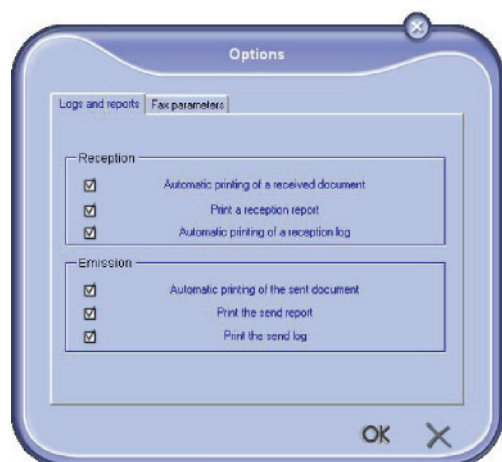 Options
Logs and reports Fax parameters
Reception
Automatic printing of a received document
Print a reception report
Automatic printing of a reception log
Emission
Automatic printing of the sent document
Print the send report
Print the send log
OK